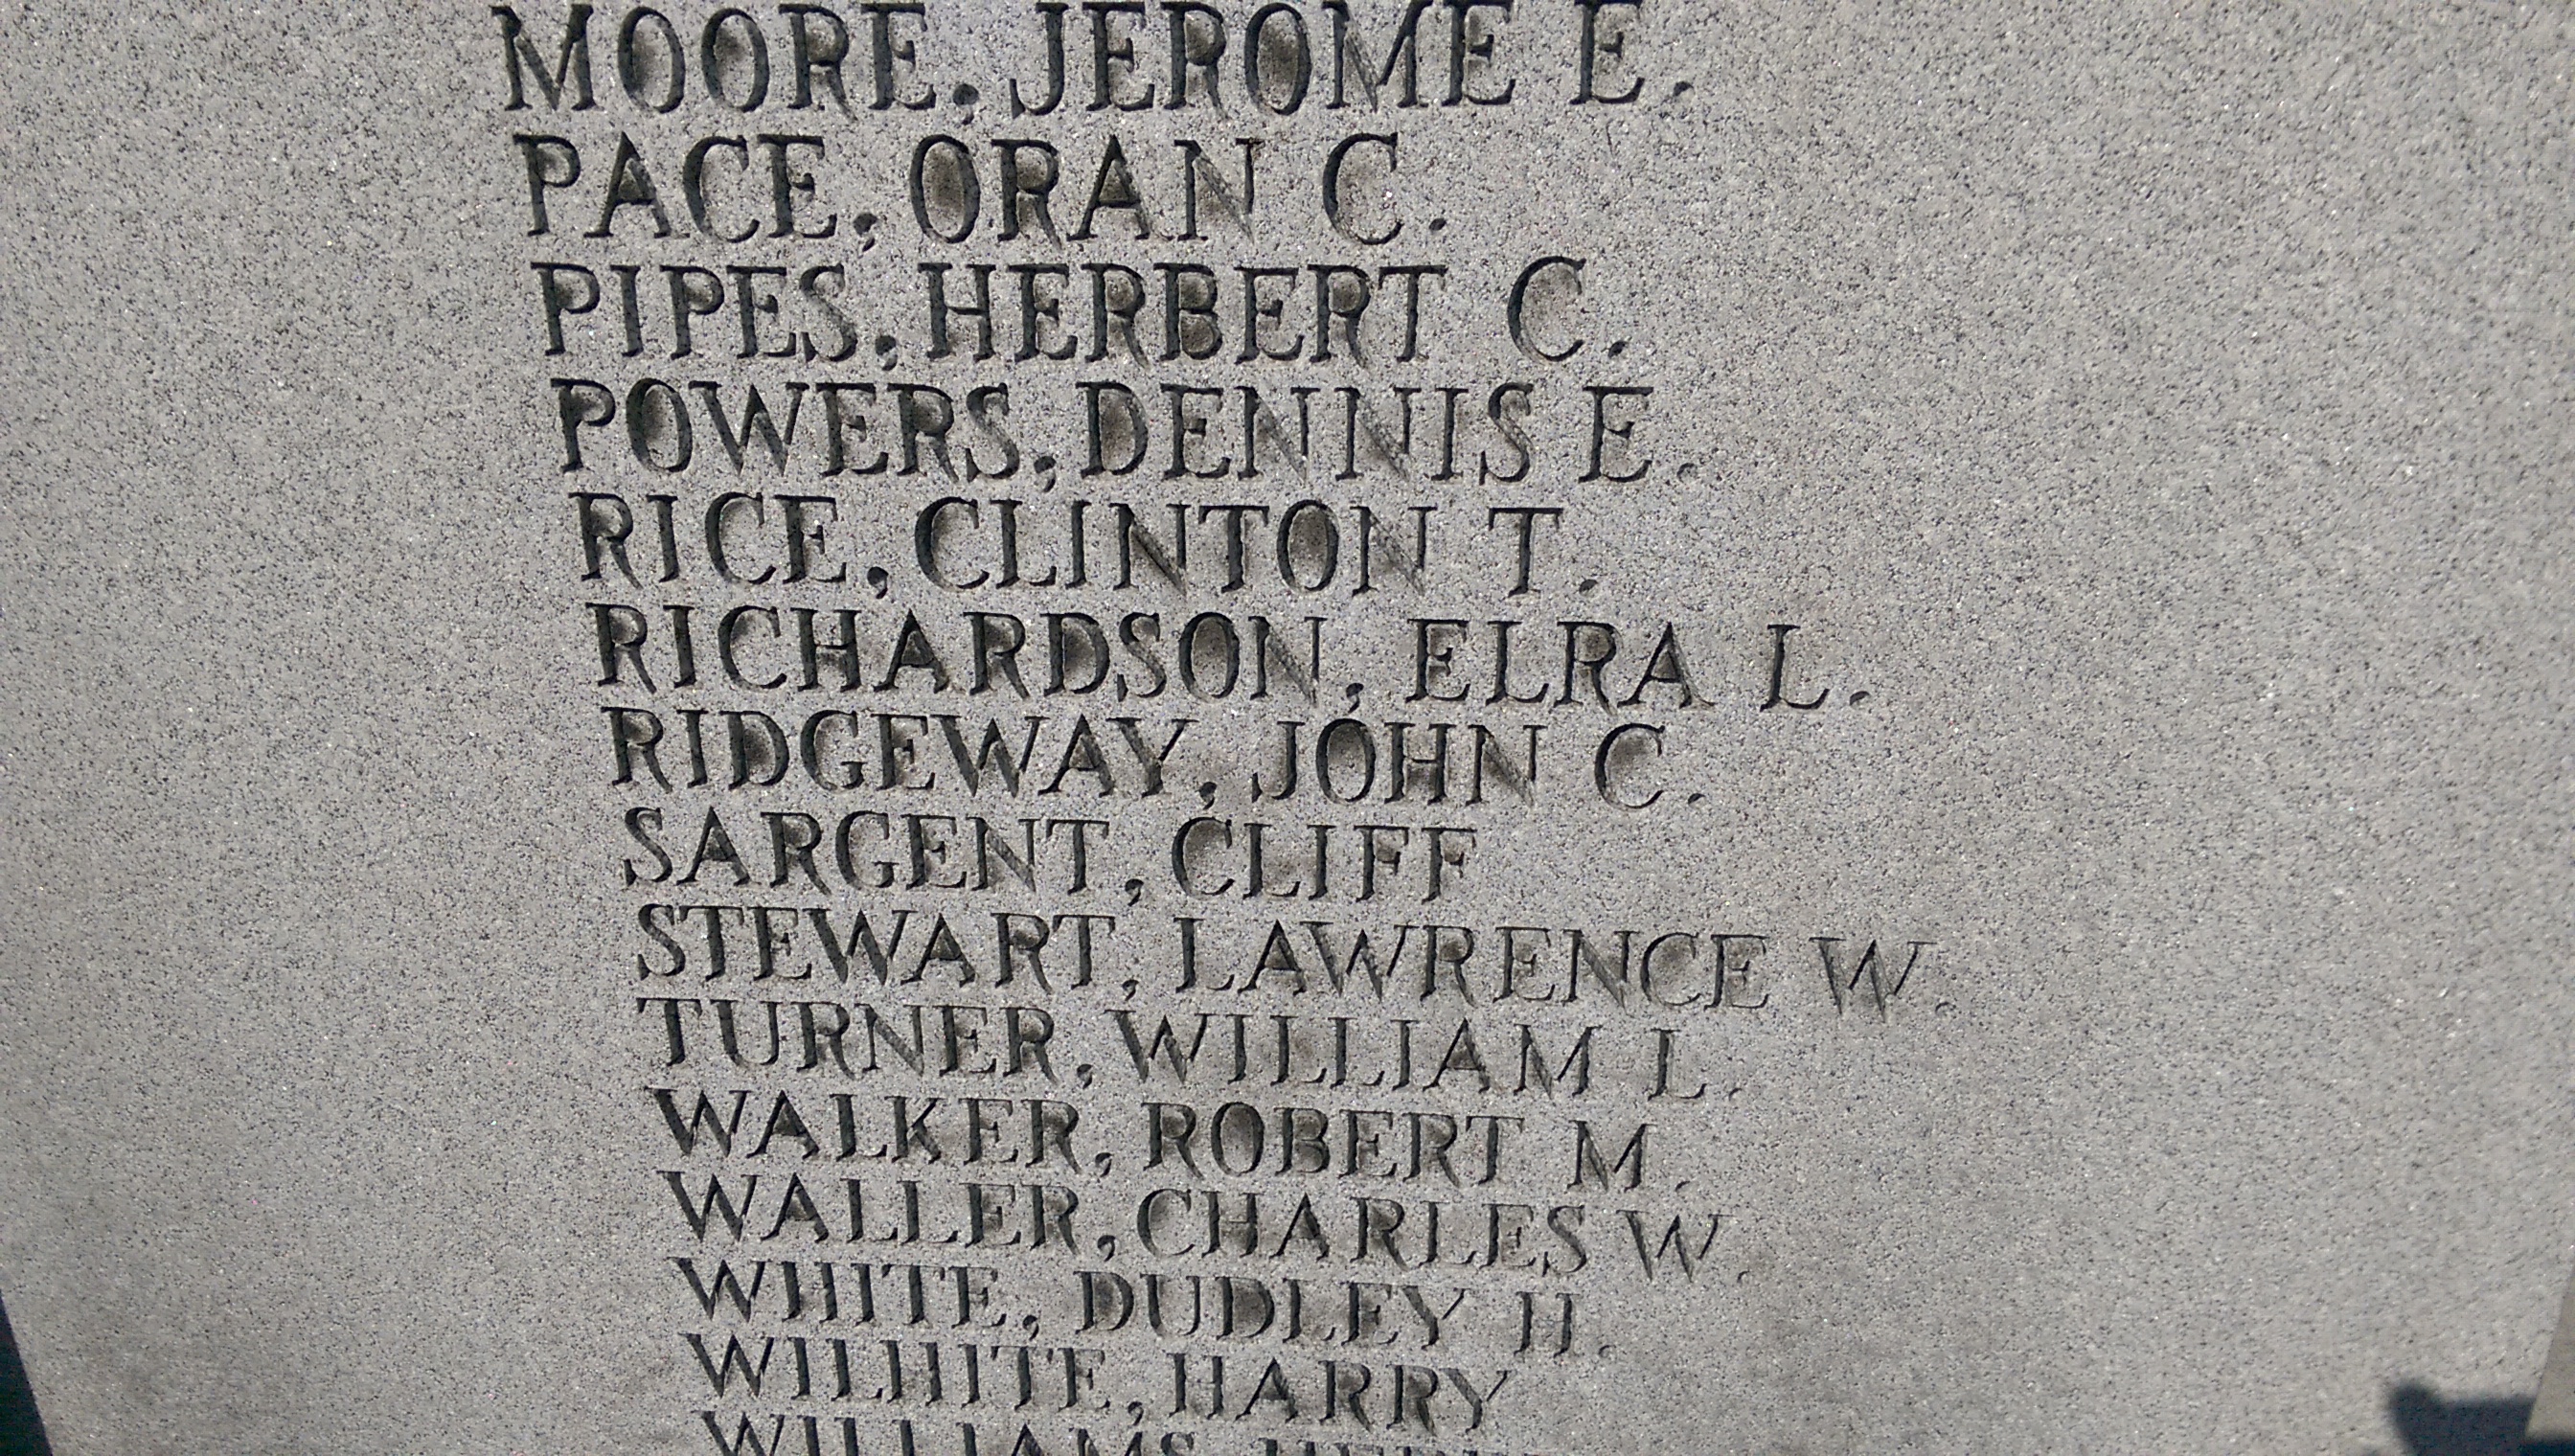 MOORE, JEROME E.
PACE, ORAN C.
PIPES, HERBERT C.
POWERS, DENNIS E.
RICE, CLINTON T.
RICHARDSON, ELRA L.
RIDGEWAY, JOHN C.
SARGENT, CLIFF
STEWART, LAWRENCE W.
TURNER, WILLIAM L.
WALKER, ROBERT M.
WALLER, CHARLES W.
WHITE, DUDLEY H.
WILHITE, HARRY
WILLIAMS,